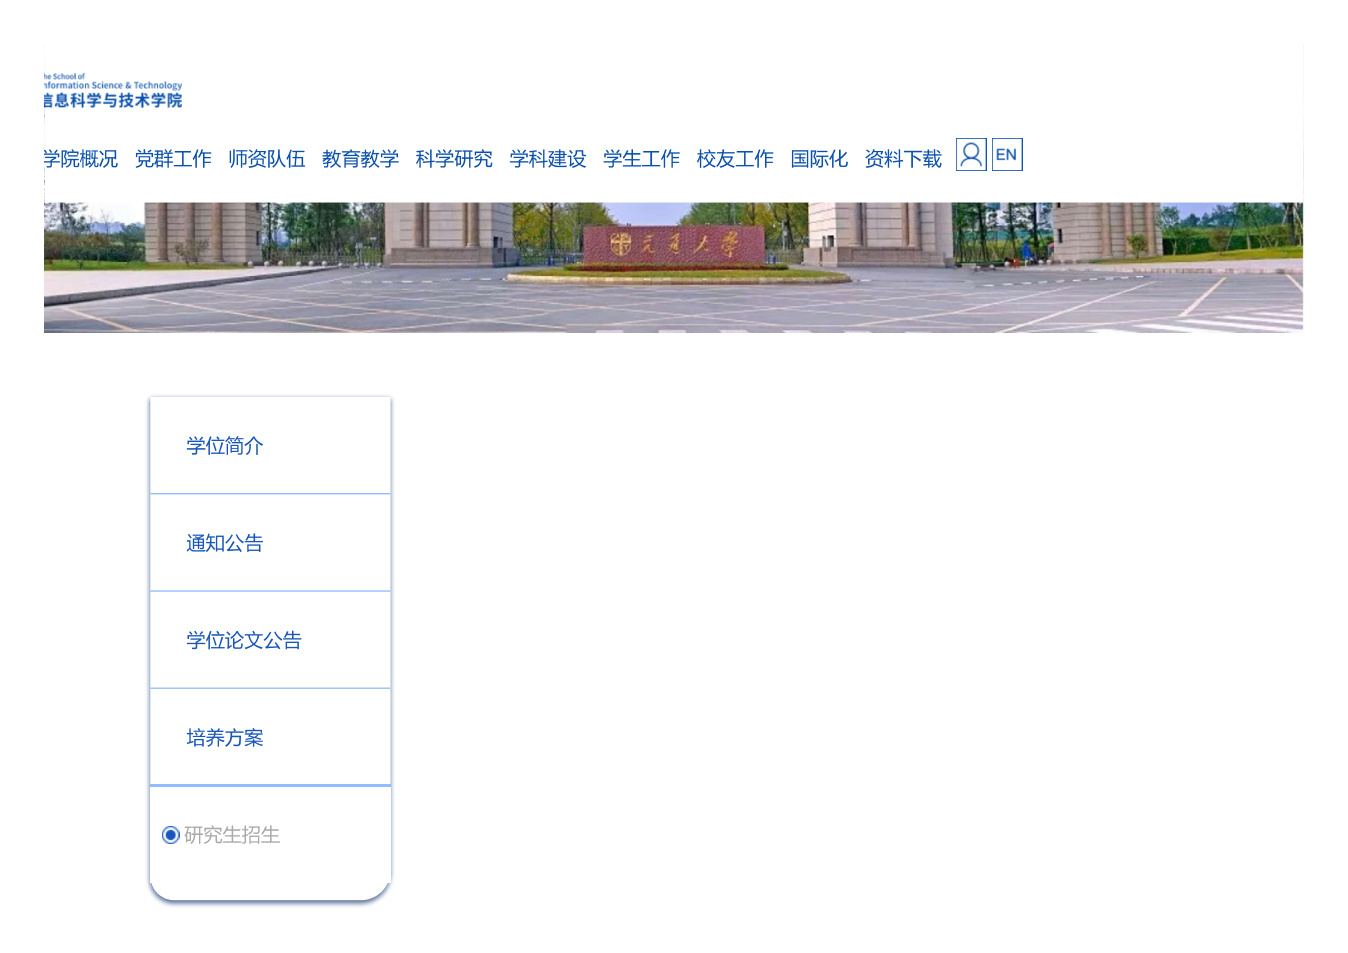 he School of
nformation Science & Technology
信息科学与技术学院
学院概况 党群工作 师资队伍 教育教学 科学研究 学科建设 学生工作 校友工作 国际化 资料下载 EN
学位简介
通知公告
学位论文公告
培养方案
研究生招生